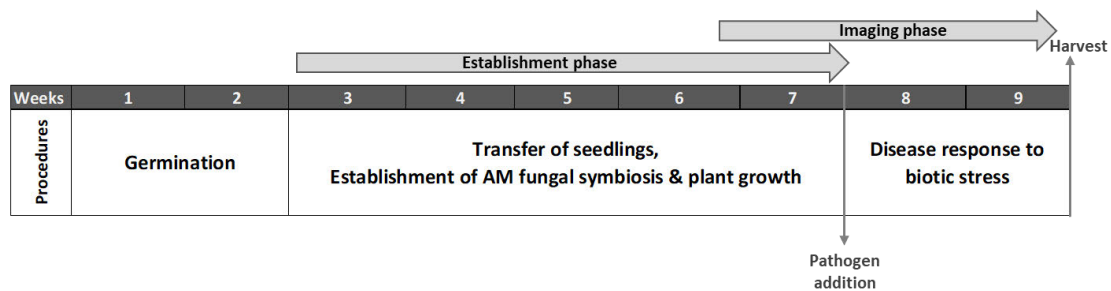 Imaging phase
Harvest
Establishment phase
Weeks 1 2 3 4 5 6 7 8 9
Procedures
Germination
Transfer of seedlings,
Establishment of AM fungal symbiosis & plant growth
Disease response to
biotic stress
Pathogen
addition